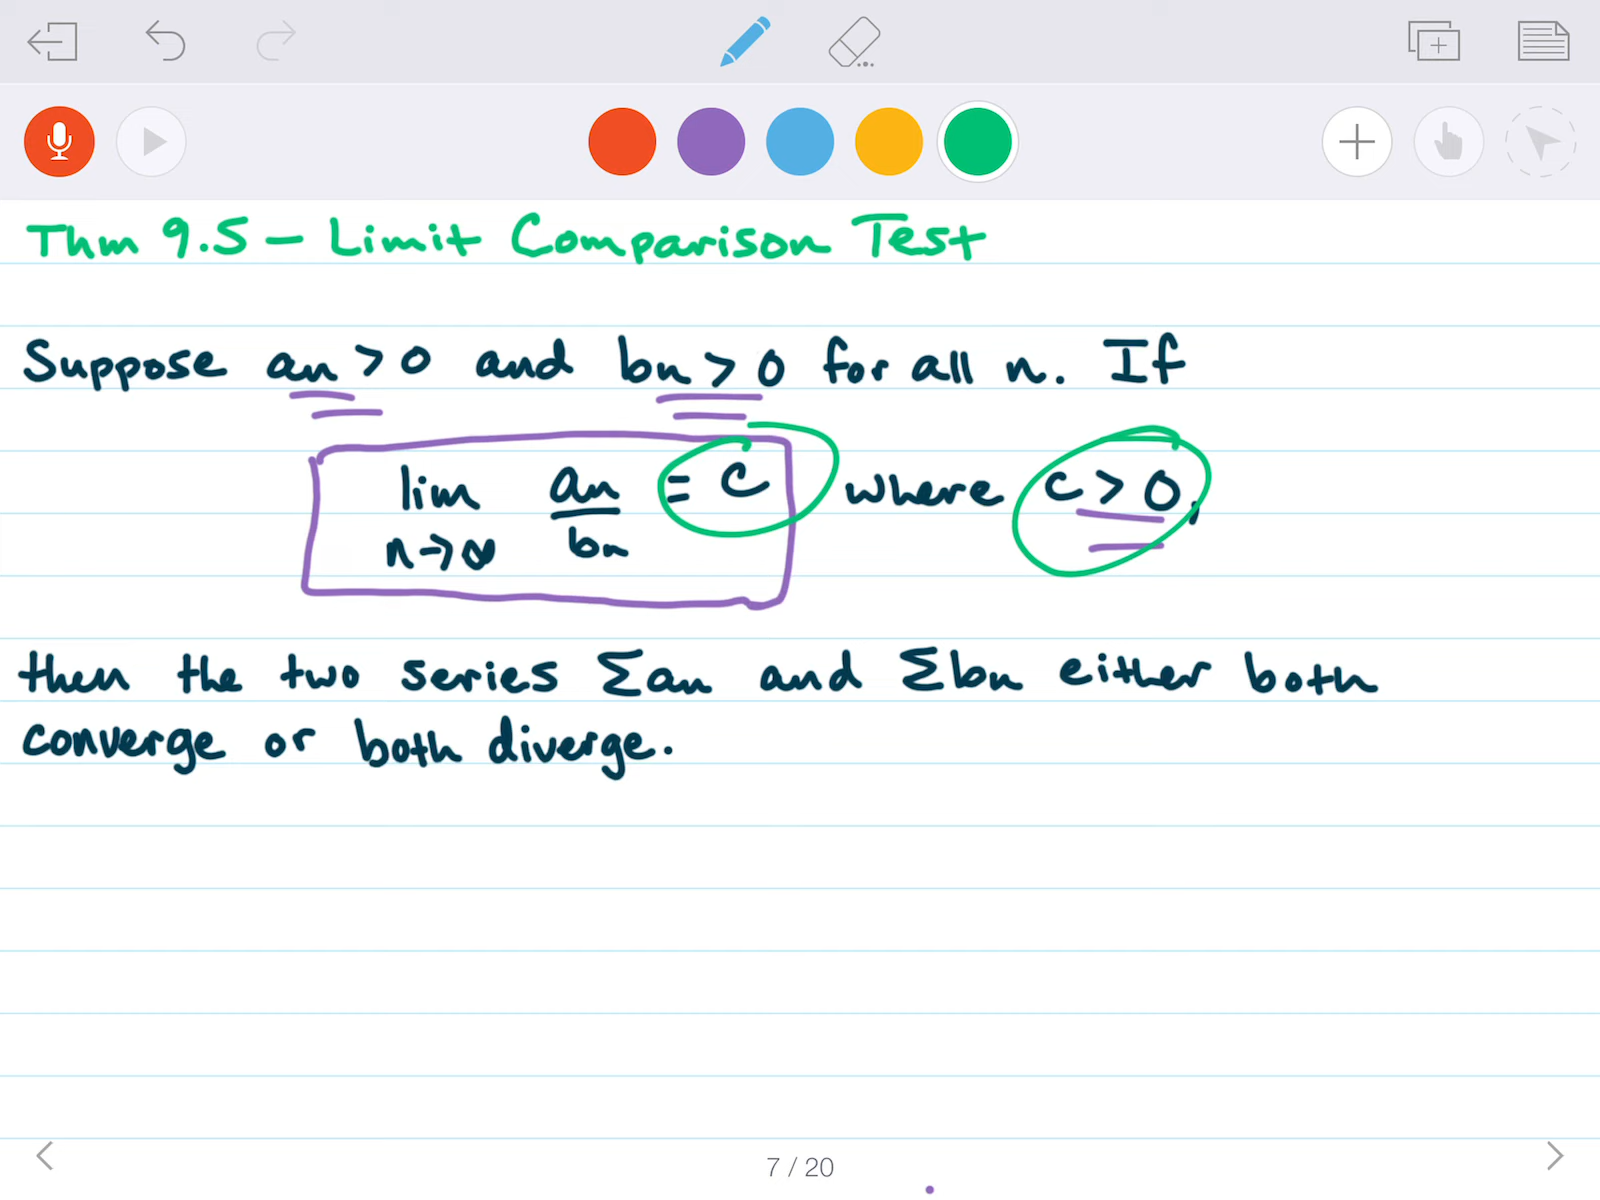 Thm 9.5 – Limit Comparison Test
Suppose an > 0 and bn > 0 for all n. If
lim an = C where c > 0,
n→∞ bn
then the two series Σan and Σbn either both
converge or both diverge.
7 / 20